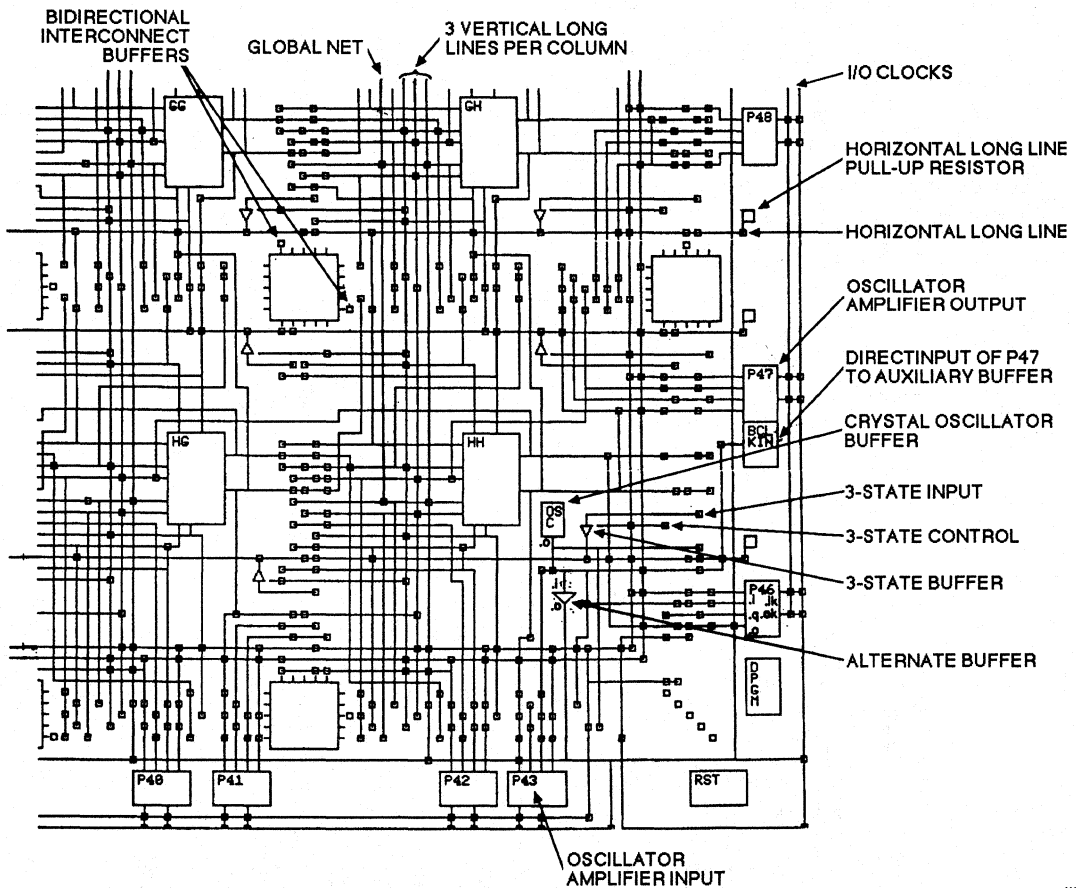 BIDIRECTIONAL
INTERCONNECT
BUFFERS
GLOBAL NET
3 VERTICAL LONG
LINES PER COLUMN
I/O CLOCKS
GG
GH
P48
HORIZONTAL LONG LINE
PULL-UP RESISTOR
HORIZONTAL LONG LINE
OSCILLATOR
AMPLIFIER OUTPUT
P47
DIRECTINPUT OF P47
TO AUXILIARY BUFFER
BCL
KIN
CRYSTAL OSCILLATOR
BUFFER
HG
HH
OS
C
.o
3-STATE INPUT
3-STATE CONTROL
3-STATE BUFFER
P46
.i .ik
.q .ok
.o
.o
ALTERNATE BUFFER
D
P
G
M
P40
P41
P42
P43
RST
OSCILLATOR
AMPLIFIER INPUT